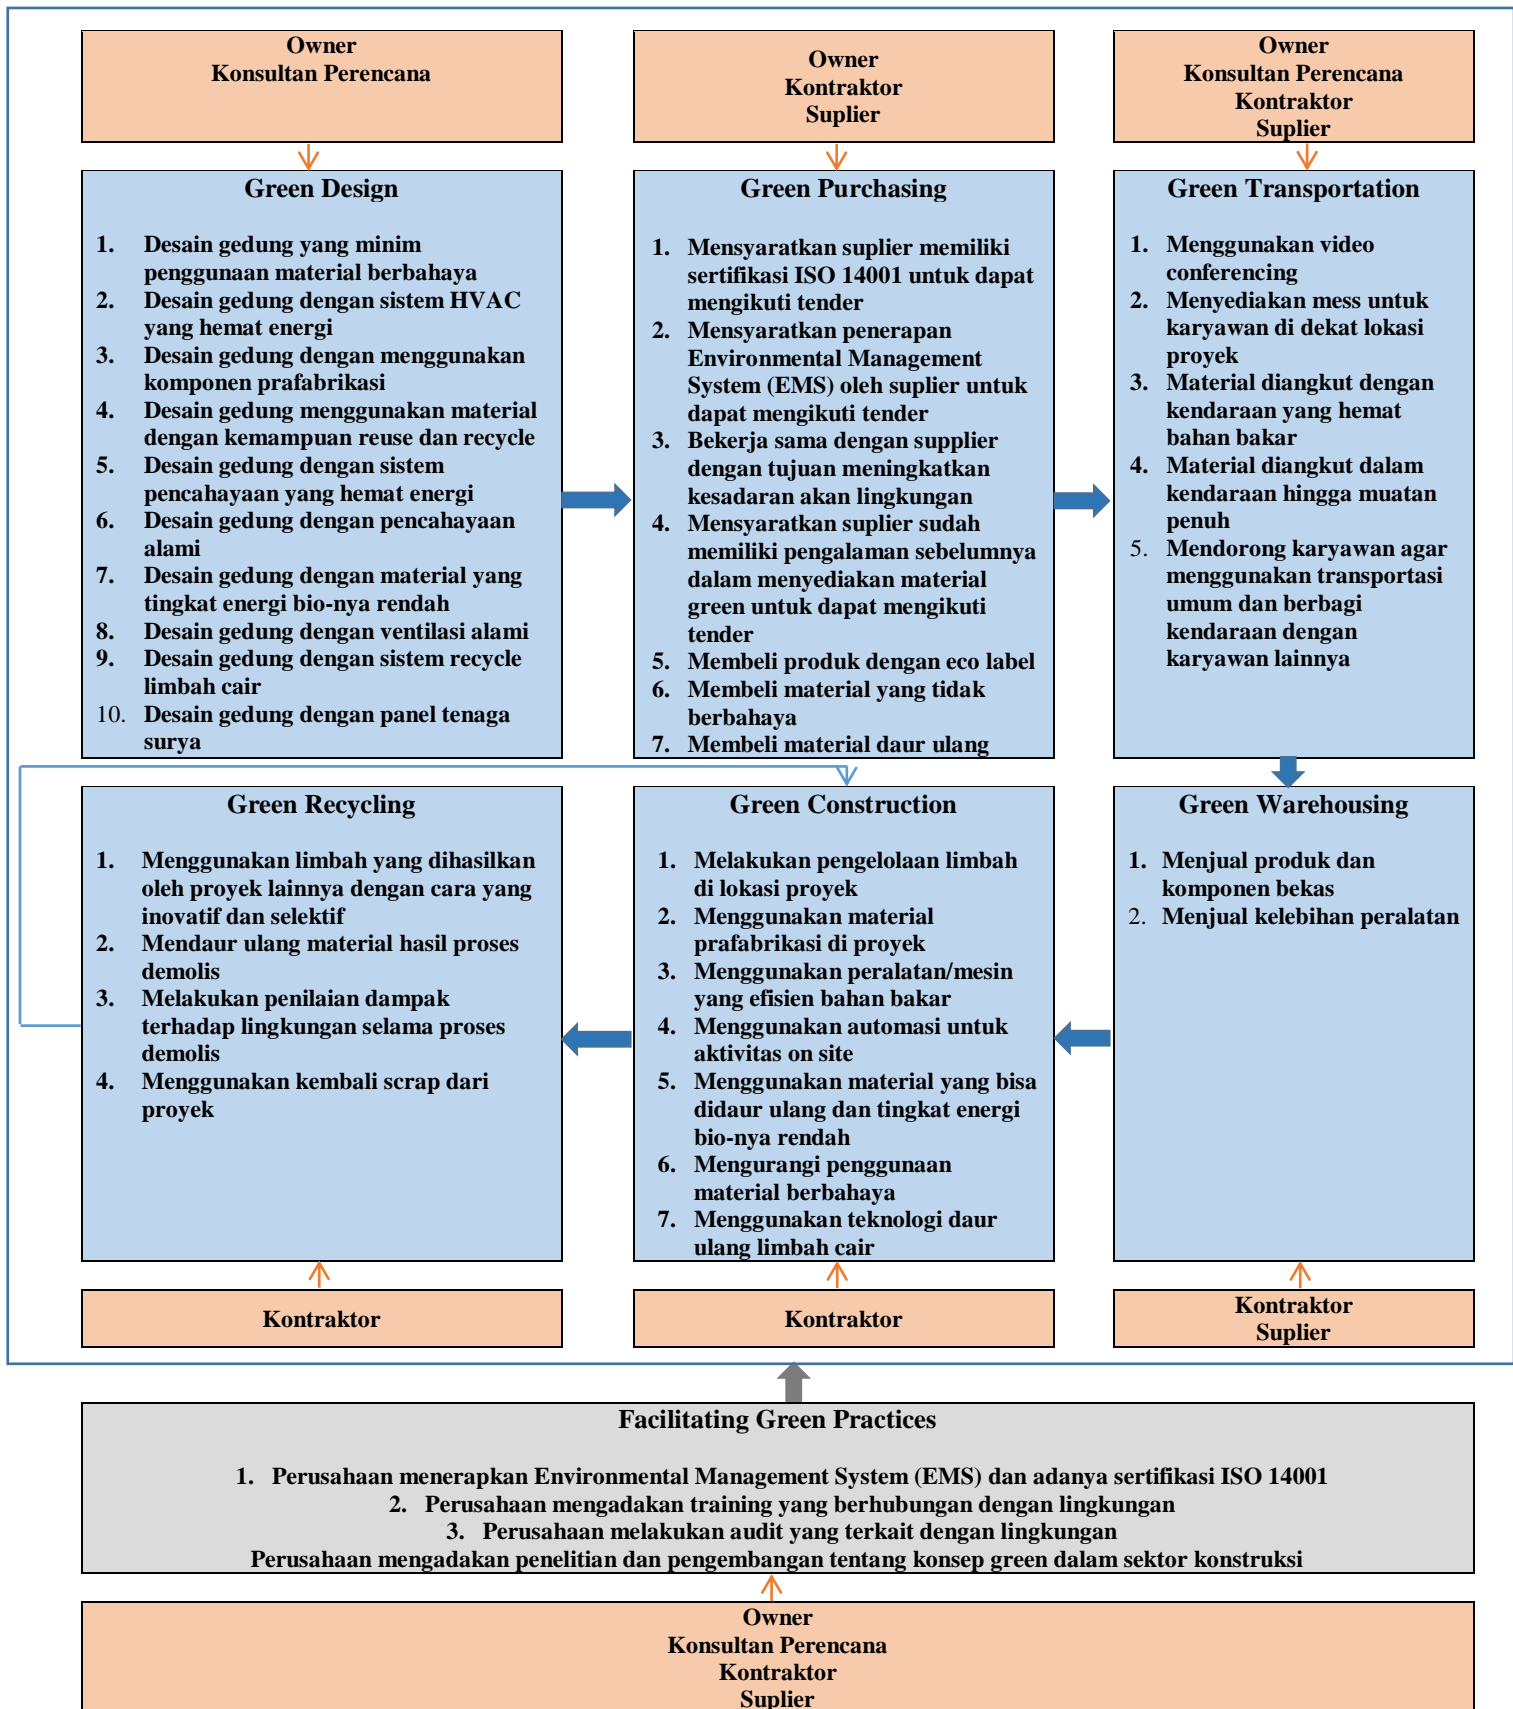 Owner
Konsultan Perencana
Owner
Kontraktor
Suplier
Owner
Konsultan Perencana
Kontraktor
Suplier
Green Design
1. Desain gedung yang minim
penggunaan material berbahaya
2. Desain gedung dengan sistem HVAC
yang hemat energi
3. Desain gedung dengan menggunakan
komponen prafabrikasi
4. Desain gedung menggunakan material
dengan kemampuan reuse dan recycle
5. Desain gedung dengan sistem
pencahayaan yang hemat energi
6. Desain gedung dengan pencahayaan
alami
7. Desain gedung dengan material yang
tingkat energi bio-nya rendah
8. Desain gedung dengan ventilasi alami
9. Desain gedung dengan sistem recycle
limbah cair
10. Desain gedung dengan panel tenaga
surya
Green Purchasing
1. Mensyaratkan suplier memiliki
sertifikasi ISO 14001 untuk dapat
mengikuti tender
2. Mensyaratkan penerapan
Environmental Management
System (EMS) oleh suplier untuk
dapat mengikuti tender
3. Bekerja sama dengan supplier
dengan tujuan meningkatkan
kesadaran akan lingkungan
4. Mensyaratkan suplier sudah
memiliki pengalaman sebelumnya
dalam menyediakan material
green untuk dapat mengikuti
tender
5. Membeli produk dengan eco label
6. Membeli material yang tidak
berbahaya
7. Membeli material daur ulang
Green Transportation
1. Menggunakan video
conferencing
2. Menyediakan mess untuk
karyawan di dekat lokasi
proyek
3. Material diangkut dengan
kendaraan yang hemat
bahan bakar
4. Material diangkut dalam
kendaraan hingga muatan
penuh
5. Mendorong karyawan agar
menggunakan transportasi
umum dan berbagi
kendaraan dengan
karyawan lainnya
Green Recycling
1. Menggunakan limbah yang dihasilkan
oleh proyek lainnya dengan cara yang
inovatif dan selektif
2. Mendaur ulang material hasil proses
demolis
3. Melakukan penilaian dampak
terhadap lingkungan selama proses
demolis
4. Menggunakan kembali scrap dari
proyek
Green Construction
1. Melakukan pengelolaan limbah
di lokasi proyek
2. Menggunakan material
prafabrikasi di proyek
3. Menggunakan peralatan/mesin
yang efisien bahan bakar
4. Menggunakan automasi untuk
aktivitas on site
5. Menggunakan material yang bisa
didaur ulang dan tingkat energi
bio-nya rendah
6. Mengurangi penggunaan
material berbahaya
7. Menggunakan teknologi daur
ulang limbah cair
Green Warehousing
1. Menjual produk dan
komponen bekas
2. Menjual kelebihan peralatan
Kontraktor
Kontraktor
Kontraktor
Suplier
Facilitating Green Practices
1. Perusahaan menerapkan Environmental Management System (EMS) dan adanya sertifikasi ISO 14001
2. Perusahaan mengadakan training yang berhubungan dengan lingkungan
3. Perusahaan melakukan audit yang terkait dengan lingkungan
Perusahaan mengadakan penelitian dan pengembangan tentang konsep green dalam sektor konstruksi
Owner
Konsultan Perencana
Kontraktor
Suplier